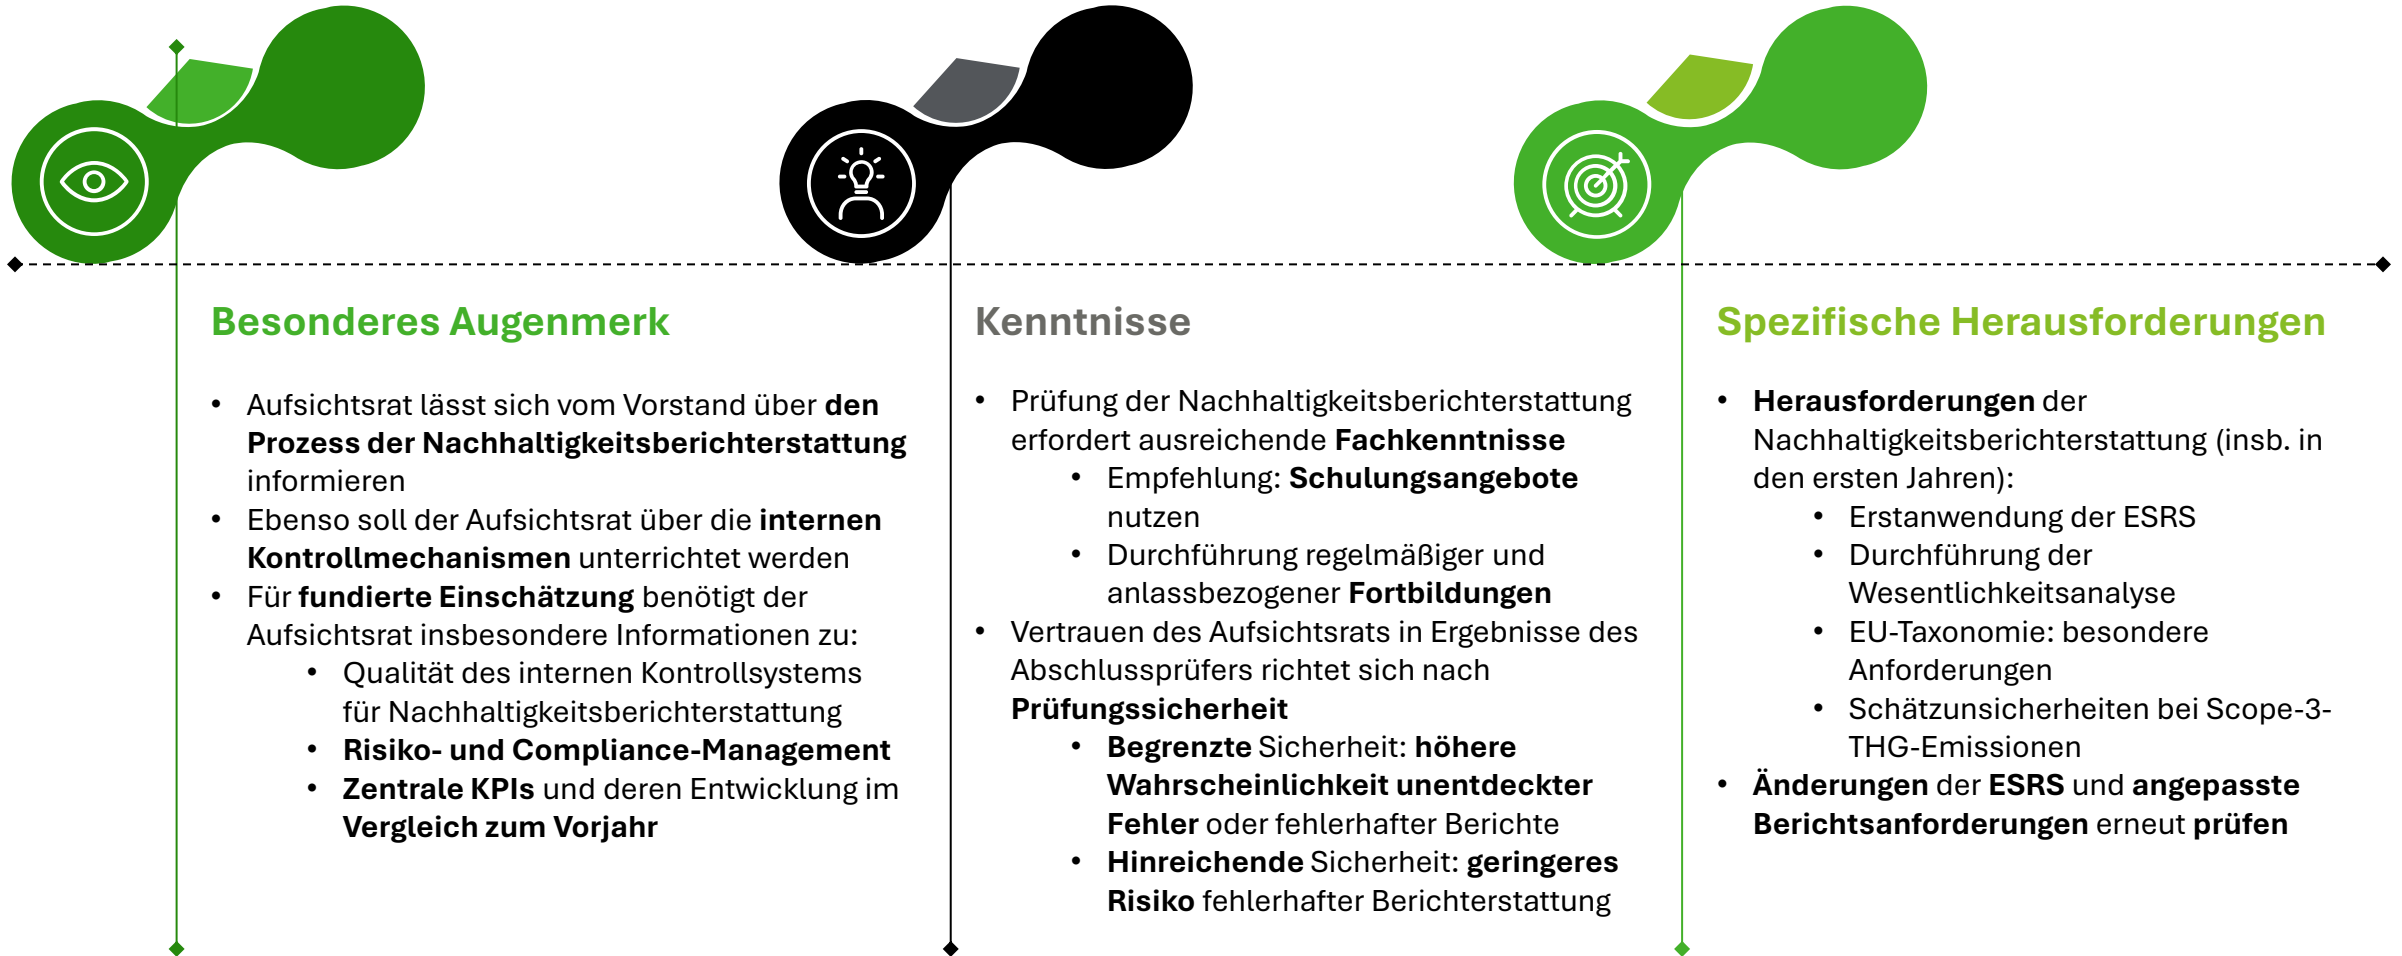 Besonderes Augenmerk
• Aufsichtsrat lässt sich vom Vorstand über den
Prozess der Nachhaltigkeitsberichterstattung
informieren
• Ebenso soll der Aufsichtsrat über die internen
Kontrollmechanismen unterrichtet werden
• Für fundierte Einschätzung benötigt der
Aufsichtsrat insbesondere Informationen zu:
• Qualität des internen Kontrollsystems
für Nachhaltigkeitsberichterstattung
• Risiko- und Compliance-Management
• Zentrale KPIs und deren Entwicklung im
Vergleich zum Vorjahr
Kenntnisse
• Prüfung der Nachhaltigkeitsberichterstattung
erfordert ausreichende Fachkenntnisse
• Empfehlung: Schulungsangebote
nutzen
• Durchführung regelmäßiger und
anlassbezogener Fortbildungen
• Vertrauen des Aufsichtsrats in Ergebnisse des
Abschlussprüfers richtet sich nach
Prüfungssicherheit
• Begrenzte Sicherheit: höhere
Wahrscheinlichkeit unentdeckter
Fehler oder fehlerhafter Berichte
• Hinreichende Sicherheit: geringeres
Risiko fehlerhafter Berichterstattung
Spezifische Herausforderungen
• Herausforderungen der
Nachhaltigkeitsberichterstattung (insb. in
den ersten Jahren):
• Erstanwendung der ESRS
• Durchführung der
Wesentlichkeitsanalyse
• EU-Taxonomie: besondere
Anforderungen
• Schätzunsicherheiten bei Scope-3-
THG-Emissionen
• Änderungen der ESRS und angepasste
Berichtsanforderungen erneut prüfen